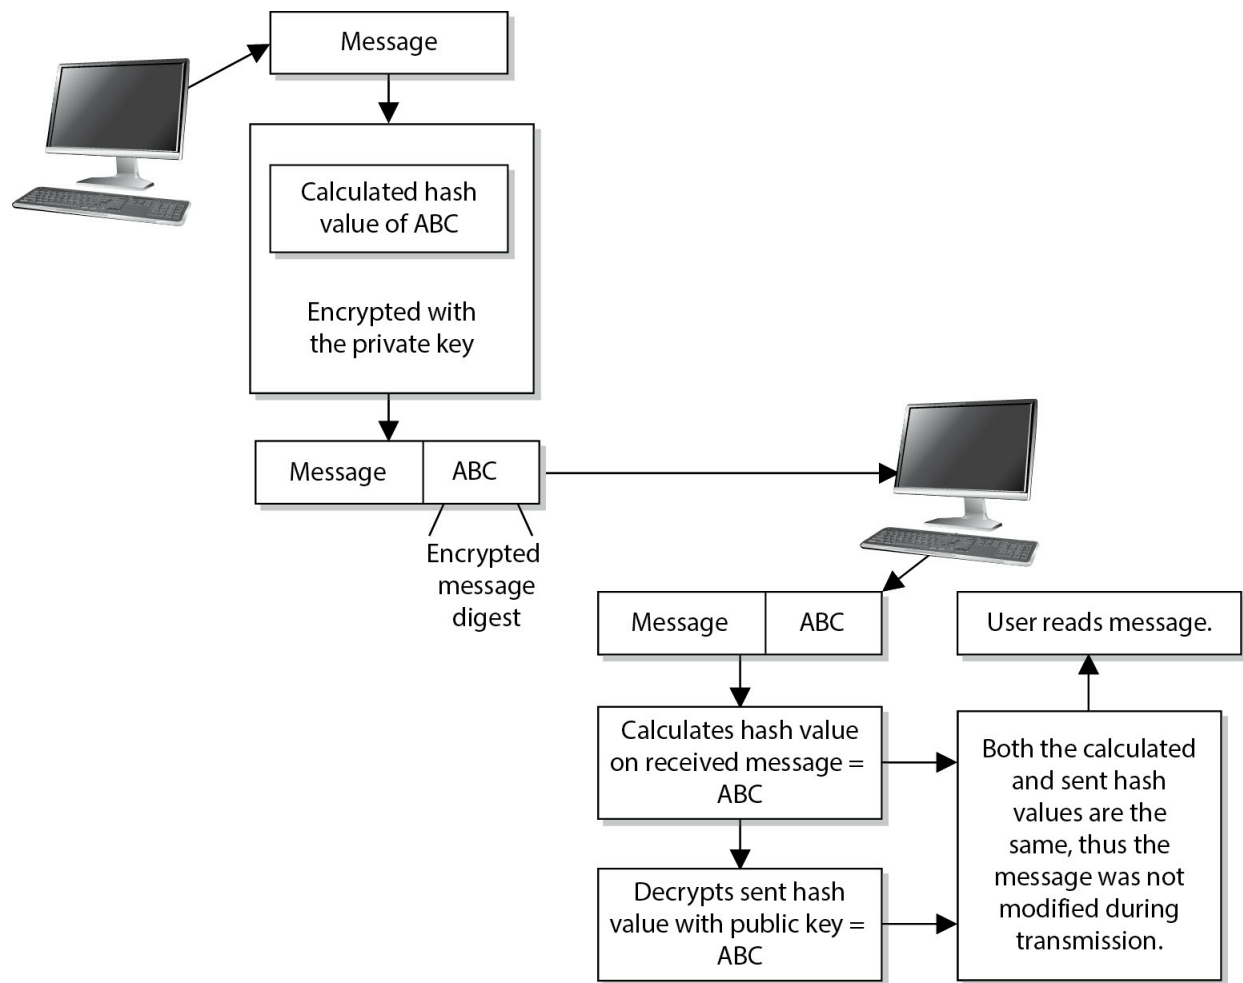 Message
Calculated hash
value of ABC
Encrypted with
the private key
Message
ABC
Encrypted
message
digest
Message
ABC
User reads message.
Calculates hash value
on received message =
ABC
Both the calculated
and sent hash
values are the
same, thus the
message was not
modified during
transmission.
Decrypts sent hash
value with public key =
ABC